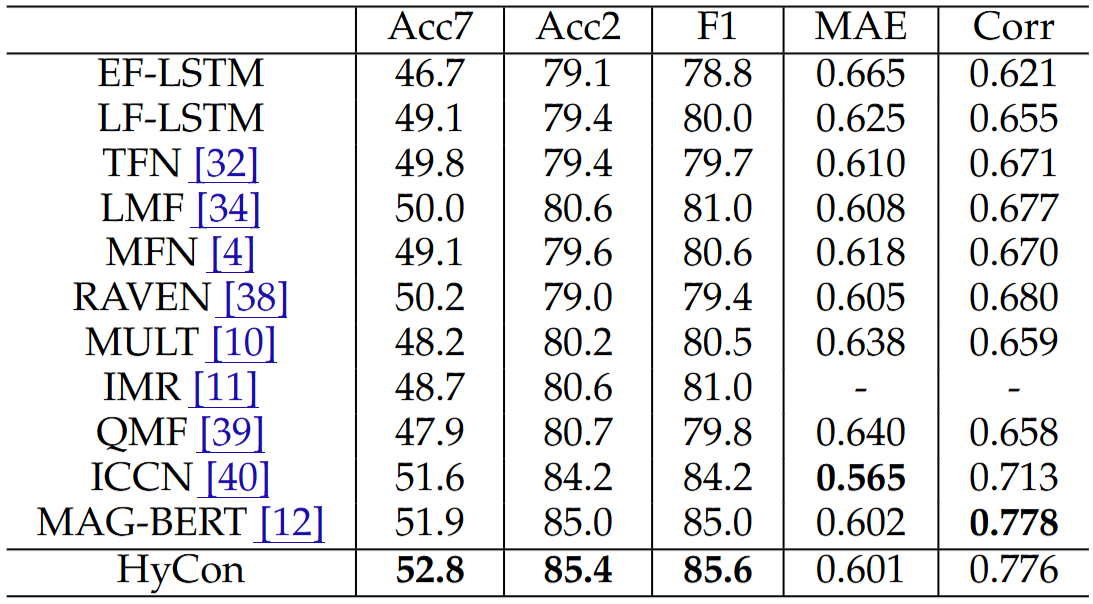 Acc7 Acc2 F1 MAE Corr
EF-LSTM 46.7 79.1 78.8 0.665 0.621
LF-LSTM 49.1 79.4 80.0 0.625 0.655
TFN [32] 49.8 79.4 79.7 0.610 0.671
LMF [34] 50.0 80.6 81.0 0.608 0.677
MFN [4] 49.1 79.6 80.6 0.618 0.670
RAVEN [38] 50.2 79.0 79.4 0.605 0.680
MULT [10] 48.2 80.2 80.5 0.638 0.659
IMR [11] 48.7 80.6 81.0 - -
QMF [39] 47.9 80.7 79.8 0.640 0.658
ICCN [40] 51.6 84.2 84.2 0.565 0.713
MAG-BERT [12] 51.9 85.0 85.0 0.602 0.778
HyCon 52.8 85.4 85.6 0.601 0.776